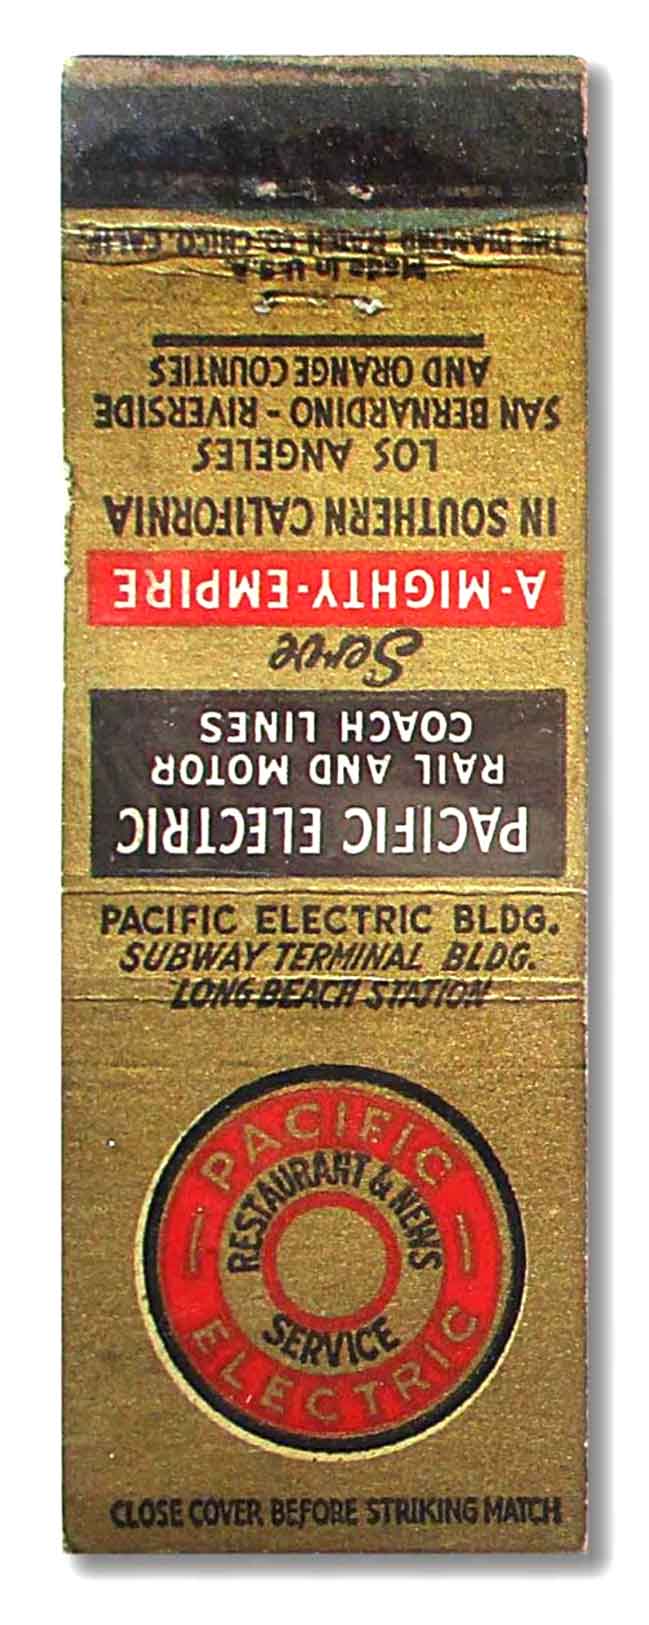 PACIFIC ELECTRIC
RAIL AND MOTOR
COACH LINES
Serve
A-MIGHTY-EMPIRE
IN SOUTHERN CALIFORNIA
LOS ANGELES
SAN BERNARDINO - RIVERSIDE
AND ORANGE COUNTIES
Made in U.S.A.
THE DIAMOND MATCH CO. CHICO, CALIF.
PACIFIC ELECTRIC BLDG.
SUBWAY TERMINAL BLDG.
LONG BEACH STATION
PACIFIC
RESTAURANT & NEWS
SERVICE
ELECTRIC
CLOSE COVER BEFORE STRIKING MATCH